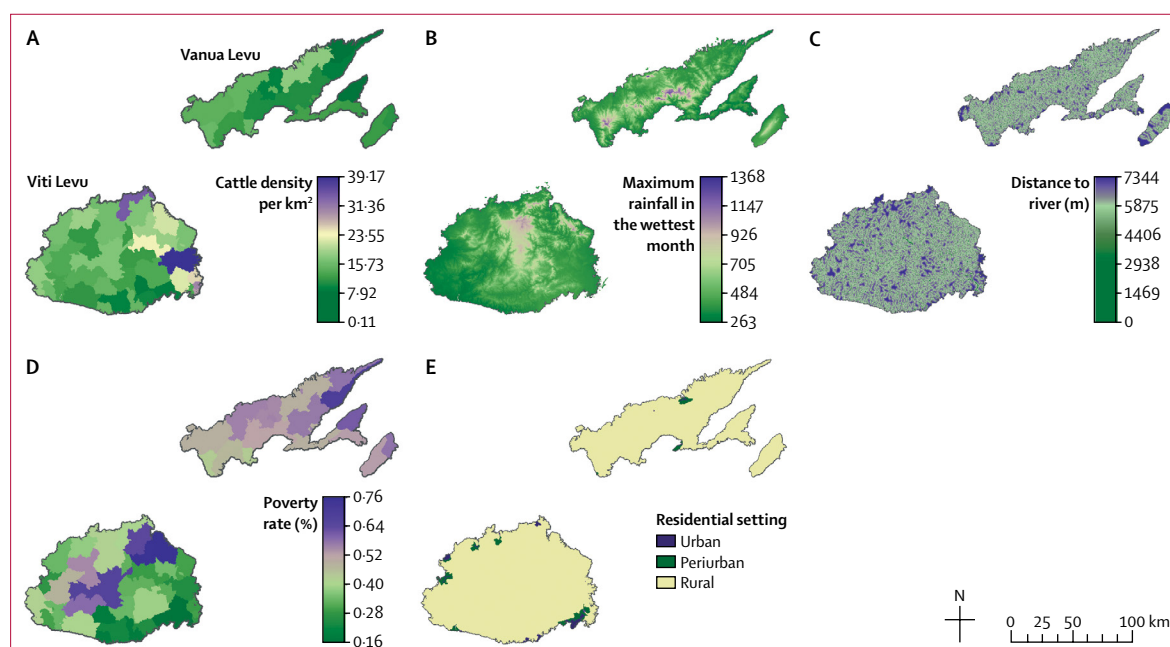 A
Vanua Levu
Viti Levu
Cattle density
per km²
39·17
31·36
23·55
15·73
7·92
0·11
B
Maximum
rainfall in
the wettest
month
1368
1147
926
705
484
263
C
Distance to
river (m)
7344
5875
4406
2938
1469
0
D
Poverty
rate (%)
0·76
0·64
0·52
0·40
0·28
0·16
E
Residential setting
Urban
Periurban
Rural
N
0 25 50 100 km